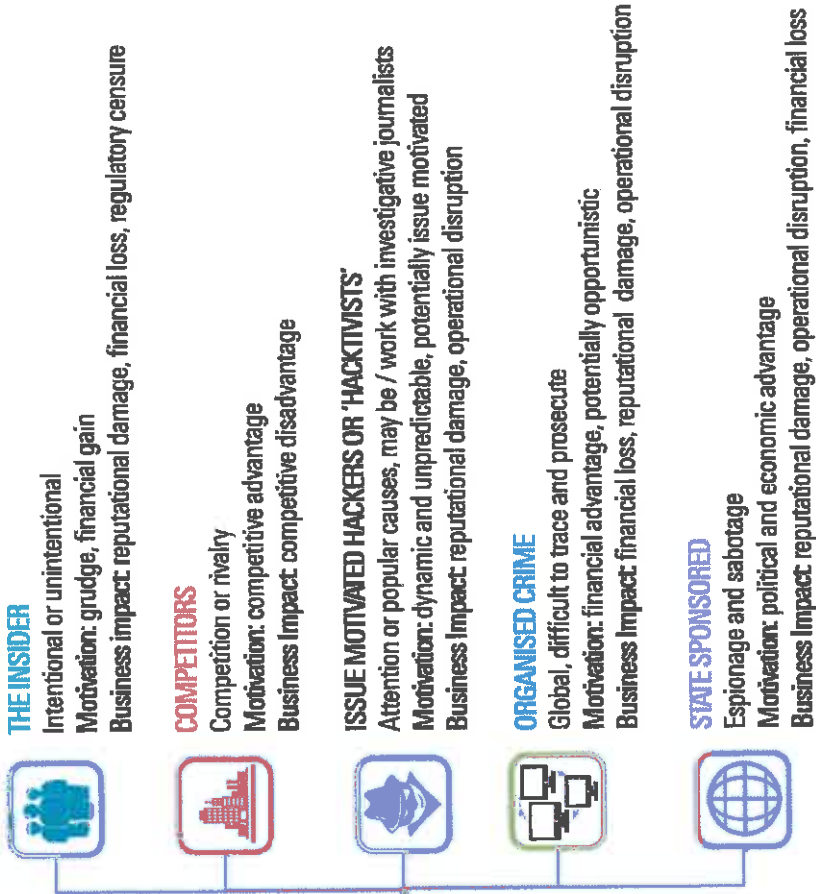 THE INSIDER
Intentional or unintentional
Motivation: grudge, financial gain
Business impact: reputational damage, financial loss, regulatory censure
COMPETITORS
Competition or rivalry
Motivation: competitive advantage
Business Impact: competitive disadvantage
ISSUE MOTIVATED HACKERS OR 'HACKTIVISTS'
Attention or popular causes, may be / work with investigative journalists
Motivation: dynamic and unpredictable, potentially issue motivated
Business Impact: reputational damage, operational disruption
ORGANISED CRIME
Global, difficult to trace and prosecute
Motivation: financial advantage, potentially opportunistic
Business Impact: financial loss, reputational damage, operational disruption
STATE SPONSORED
Espionage and sabotage
Motivation: political and economic advantage
Business Impact: reputational damage, operational disruption, financial loss